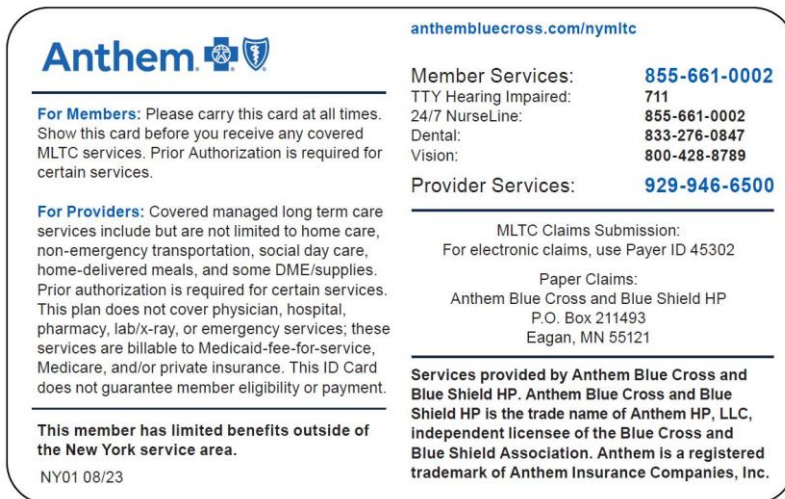 Anthem
For Members: Please carry this card at all times.
Show this card before you receive any covered
MLTC services. Prior Authorization is required for
certain services.
For Providers: Covered managed long term care
services include but are not limited to home care,
non-emergency transportation, social day care,
home-delivered meals, and some DME/supplies.
Prior authorization is required for certain services.
This plan does not cover physician, hospital,
pharmacy, lab/x-ray, or emergency services; these
services are billable to Medicaid-fee-for-service,
Medicare, and/or private insurance. This ID Card
does not guarantee member eligibility or payment.
This member has limited benefits outside of
the New York service area.
NY01 08/23
anthembluecross.com/nymltc
Member Services: 855-661-0002
TTY Hearing Impaired: 711
24/7 NurseLine: 855-661-0002
Dental: 833-276-0847
Vision: 800-428-8789
Provider Services: 929-946-6500
MLTC Claims Submission:
For electronic claims, use Payer ID 45302
Paper Claims:
Anthem Blue Cross and Blue Shield HP
P.O. Box 211493
Eagan, MN 55121
Services provided by Anthem Blue Cross and
Blue Shield HP. Anthem Blue Cross and Blue
Shield HP is the trade name of Anthem HP, LLC,
independent licensee of the Blue Cross and
Blue Shield Association. Anthem is a registered
trademark of Anthem Insurance Companies, Inc.